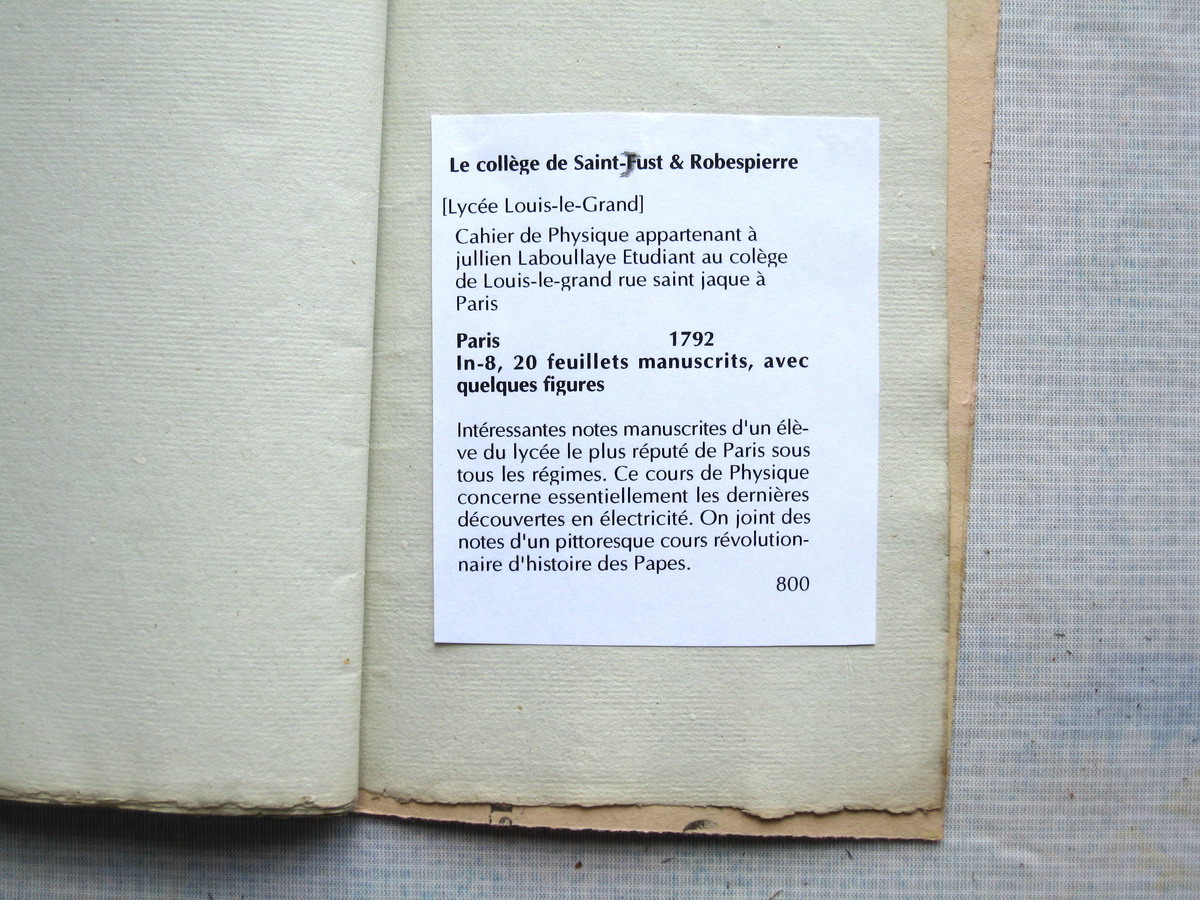 Le collège de Saint-Just & Robespierre
[Lycée Louis-le-Grand]
Cahier de Physique appartenant à
jullien Laboullaye Etudiant au colège
de Louis-le-grand rue saint jaque à
Paris
Paris 1792
In-8, 20 feuillets manuscrits, avec
quelques figures
Intéressantes notes manuscrites d'un élè-
ve du lycée le plus réputé de Paris sous
tous les régimes. Ce cours de Physique
concerne essentiellement les dernières
découvertes en électricité. On joint des
notes d'un pittoresque cours révolution-
naire d'histoire des Papes.
800